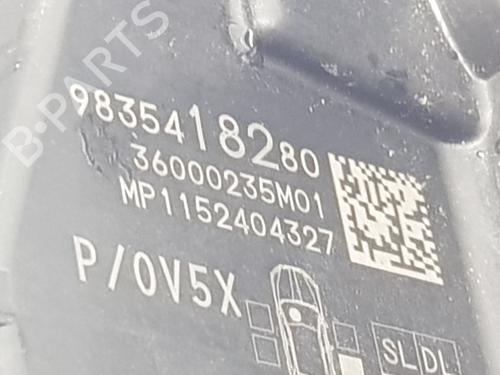 B-PARTS
9835418280
36000235M01
MP1152404327
P/0V5X
SL DL